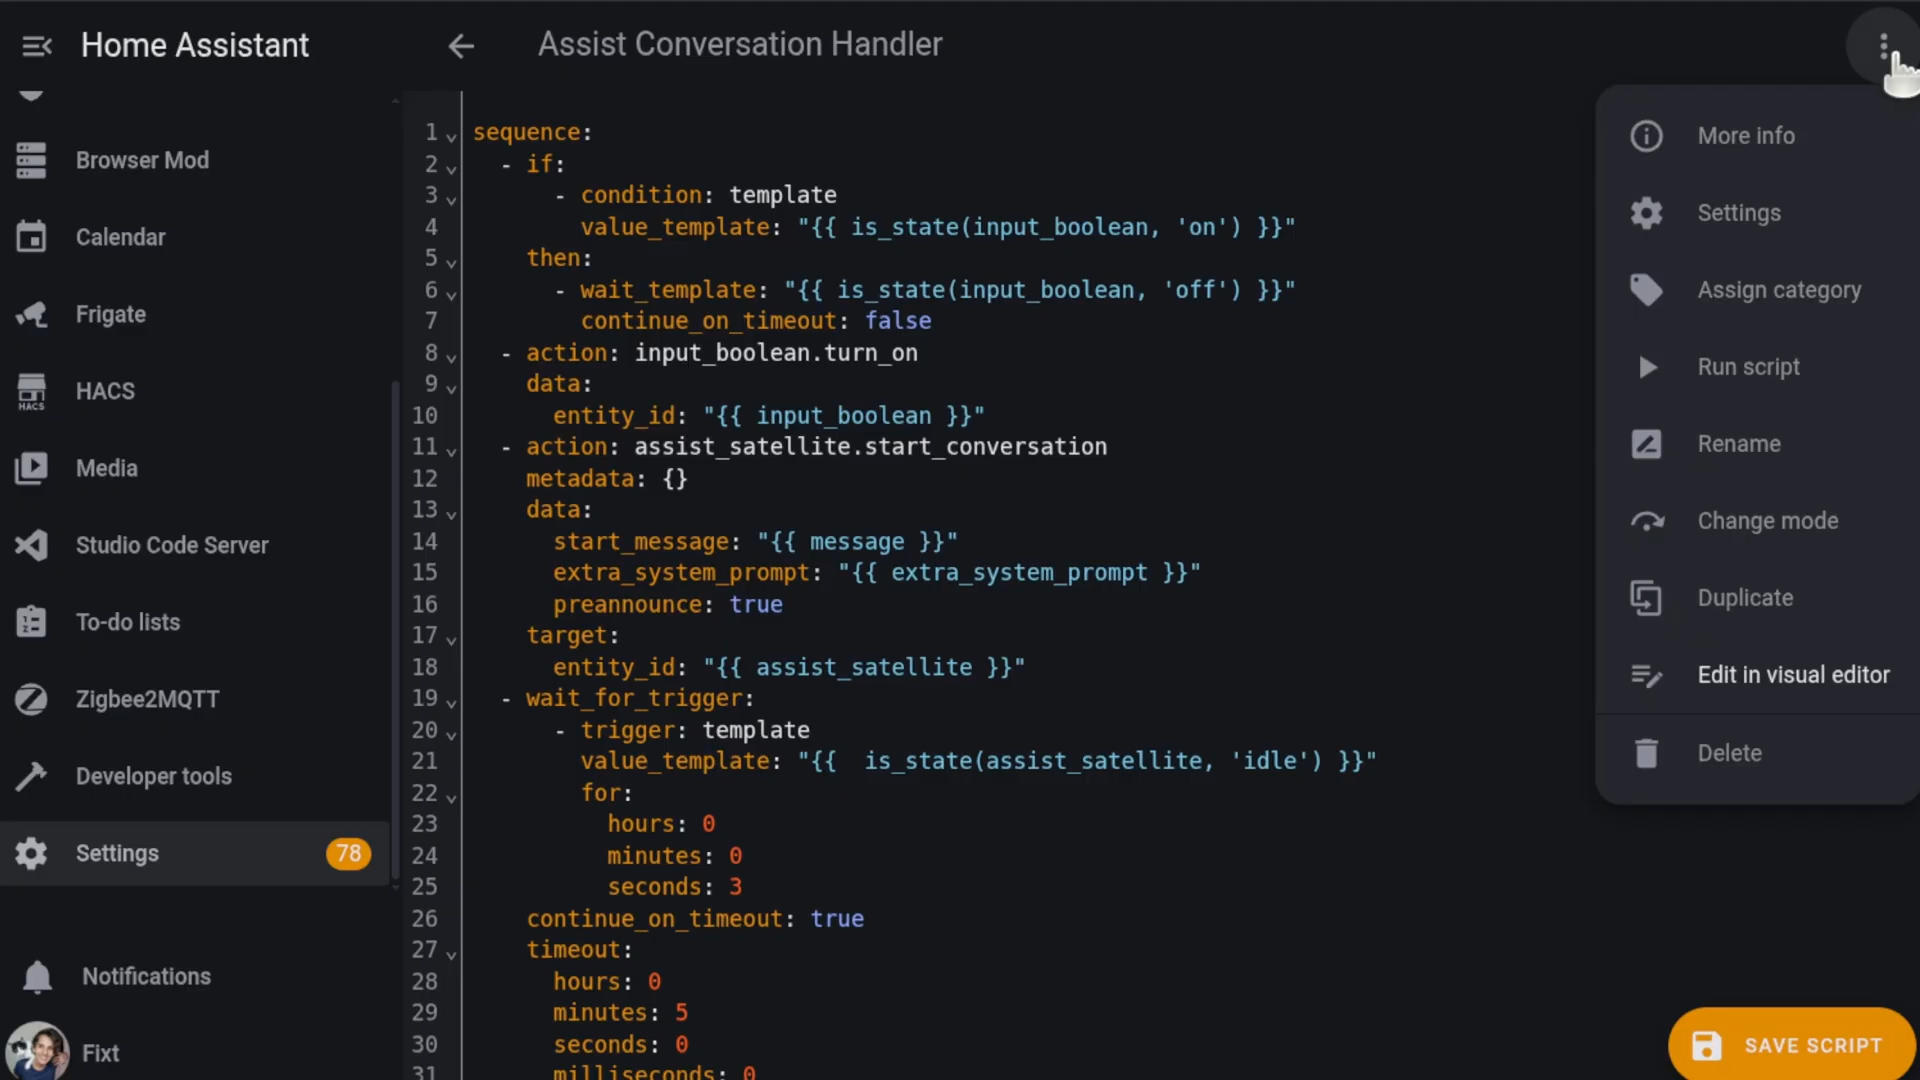 Home Assistant
Assist Conversation Handler
Browser Mod
Calendar
Frigate
HACS
HACS
Media
Studio Code Server
To-do lists
Zigbee2MQTT
Developer tools
Settings
78
Notifications
Fixt
1 sequence:
2   - if:
3       - condition: template
4         value_template: "{{ is_state(input_boolean, 'on') }}"
5     then:
6       - wait_template: "{{ is_state(input_boolean, 'off') }}"
7         continue_on_timeout: false
8   - action: input_boolean.turn_on
9     data:
10       entity_id: "{{ input_boolean }}"
11   - action: assist_satellite.start_conversation
12     metadata: {}
13     data:
14       start_message: "{{ message }}"
15       extra_system_prompt: "{{ extra_system_prompt }}"
16       preannounce: true
17     target:
18       entity_id: "{{ assist_satellite }}"
19   - wait_for_trigger:
20       - trigger: template
21         value_template: "{{  is_state(assist_satellite, 'idle') }}"
22         for:
23           hours: 0
24           minutes: 0
25           seconds: 3
26     continue_on_timeout: true
27     timeout:
28       hours: 0
29       minutes: 5
30       seconds: 0
31       milliseconds: 0
More info
Settings
Assign category
Run script
Rename
Change mode
Duplicate
Edit in visual editor
Delete
SAVE SCRIPT